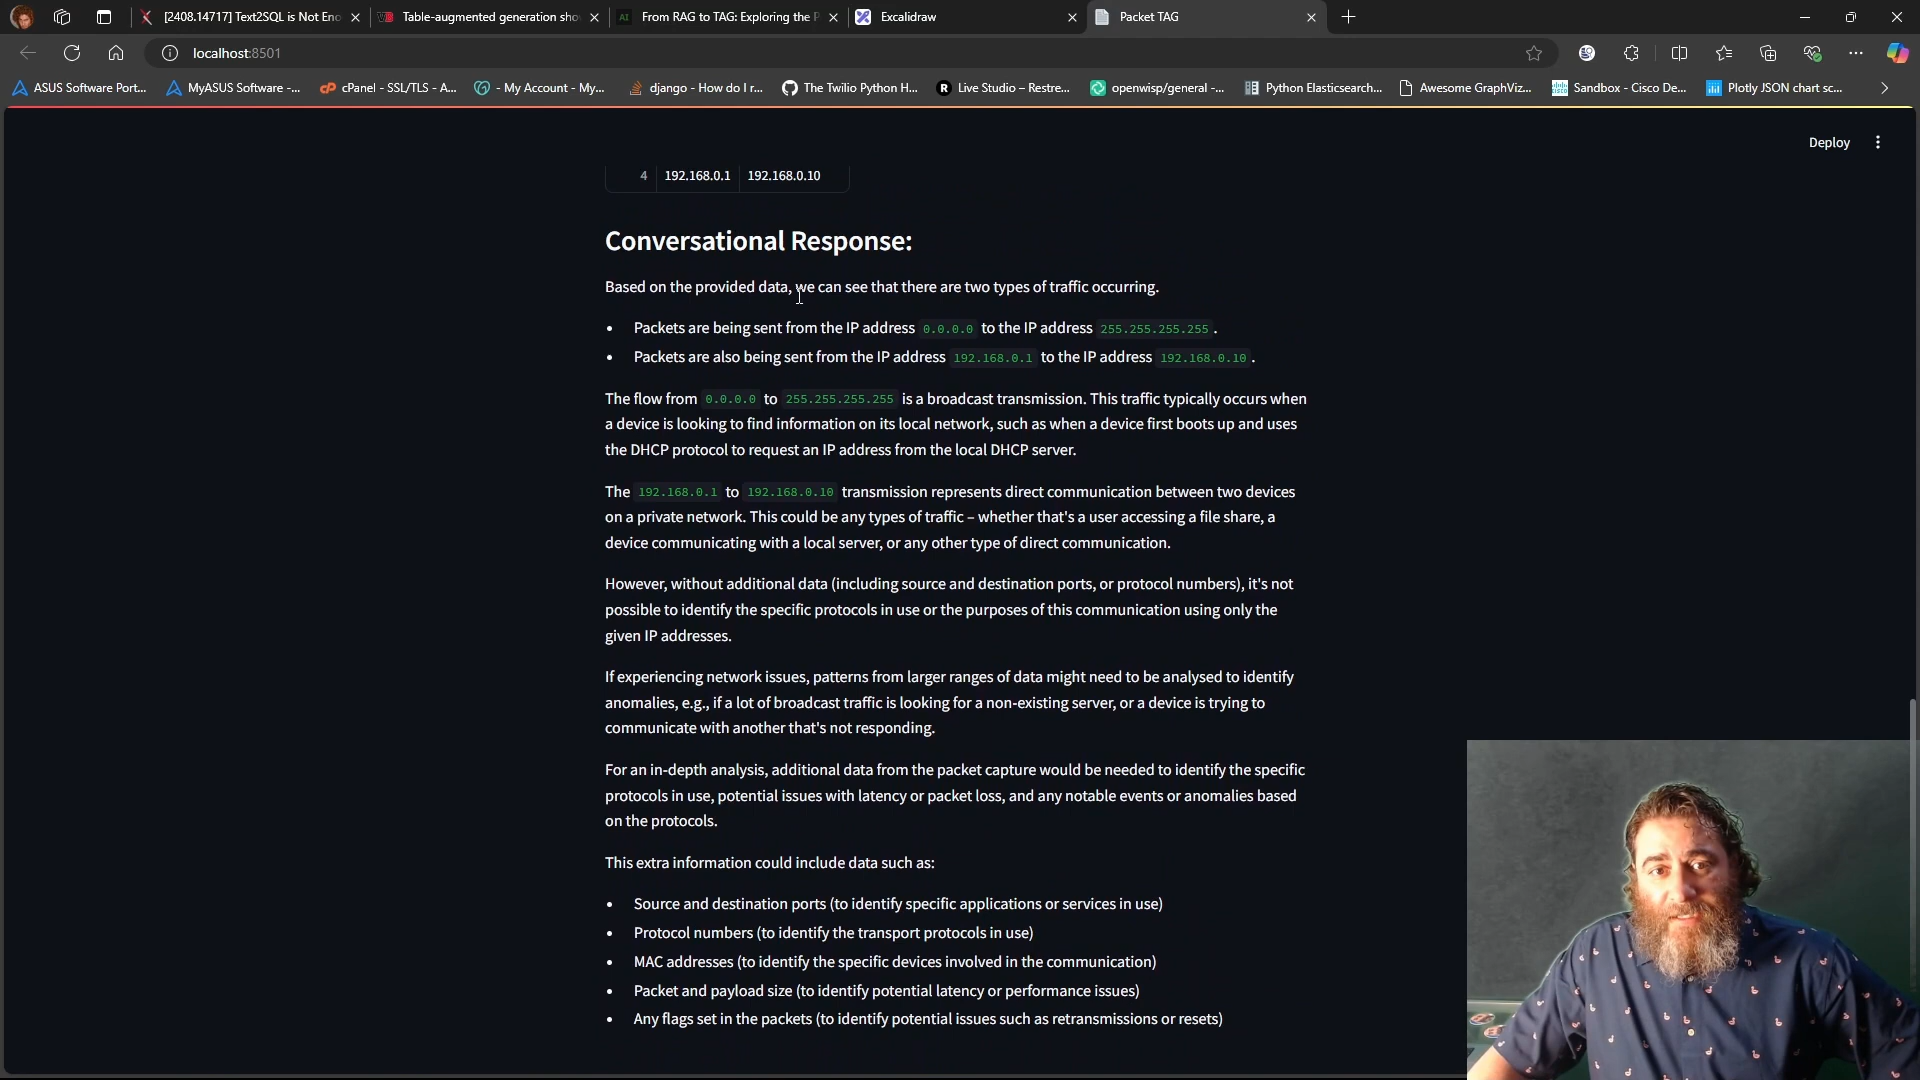 [2408.14717] Text2SQL is Not Eno
Table-augmented generation sho
From RAG to TAG: Exploring the P
Excalidraw
Packet TAG
localhost:8501
ASUS Software Port...
MyASUS Software -...
cPanel - SSL/TLS - A...
- My Account - My...
django - How do I r...
The Twilio Python H...
Live Studio – Restre...
openwisp/general -...
Python Elasticsearch...
Awesome GraphViz...
Sandbox - Cisco De...
Plotly JSON chart sc...
Deploy
4 192.168.0.1 192.168.0.10
Conversational Response:
Based on the provided data, we can see that there are two types of traffic occurring.
• Packets are being sent from the IP address 0.0.0.0 to the IP address 255.255.255.255 .
• Packets are also being sent from the IP address 192.168.0.1 to the IP address 192.168.0.10 .
The flow from 0.0.0.0 to 255.255.255.255 is a broadcast transmission. This traffic typically occurs when
a device is looking to find information on its local network, such as when a device first boots up and uses
the DHCP protocol to request an IP address from the local DHCP server.
The 192.168.0.1 to 192.168.0.10 transmission represents direct communication between two devices
on a private network. This could be any types of traffic – whether that's a user accessing a file share, a
device communicating with a local server, or any other type of direct communication.
However, without additional data (including source and destination ports, or protocol numbers), it's not
possible to identify the specific protocols in use or the purposes of this communication using only the
given IP addresses.
If experiencing network issues, patterns from larger ranges of data might need to be analysed to identify
anomalies, e.g., if a lot of broadcast traffic is looking for a non-existing server, or a device is trying to
communicate with another that's not responding.
For an in-depth analysis, additional data from the packet capture would be needed to identify the specific
protocols in use, potential issues with latency or packet loss, and any notable events or anomalies based
on the protocols.
This extra information could include data such as:
• Source and destination ports (to identify specific applications or services in use)
• Protocol numbers (to identify the transport protocols in use)
• MAC addresses (to identify the specific devices involved in the communication)
• Packet and payload size (to identify potential latency or performance issues)
• Any flags set in the packets (to identify potential issues such as retransmissions or resets)